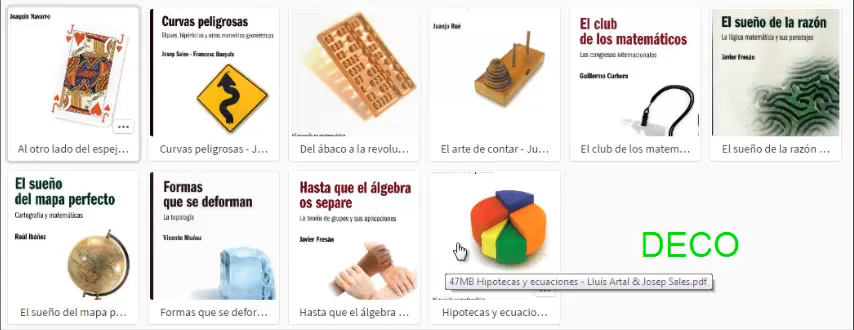 Joaquín Navarro
J
J
Al otro lado del espej...
Curvas peligrosas
Elipses, hipérbolas y otras maravillas geométricas
Josep Sales - Francesc Banyuls
Curvas peligrosas - J...
Del ábaco a la revolu...
Juanjo Rué
El arte de contar - Ju...
El club
de los matemáticos
Los congresos internacionales
Guillermo Curbera
El club de los matem...
El sueño de la razón
La lógica matemática y sus paradojas
Javier Fresán
El sueño de la razón ...
El sueño
del mapa perfecto
Cartografía y matemáticas
Raúl Ibáñez
El sueño del mapa p...
Formas
que se deforman
La topología
Vicente Muñoz
Formas que se defor...
Hasta que el álgebra
os separe
La teoría de grupos y sus aplicaciones
Javier Fresán
Hasta que el álgebra ...
47MB Hipotecas y ecuaciones - Lluís Artal & Josep Sales.pdf
Hipotecas y ecuacio...
DECO